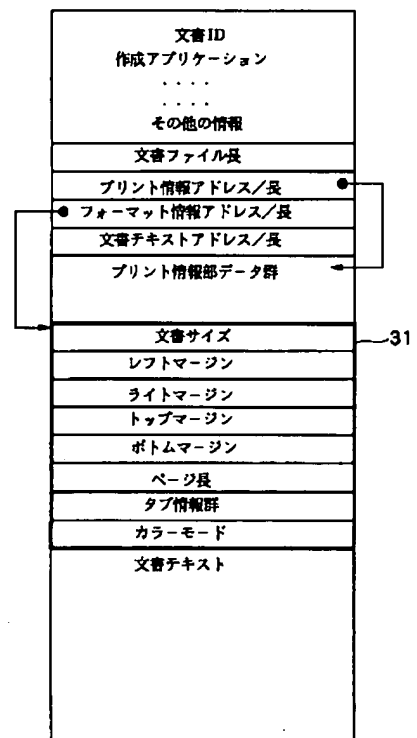 文書ID
作成アプリケーション
・・・・
・・・・
その他の情報
文書ファイル長
プリント情報アドレス／長
フォーマット情報アドレス／長
文書テキストアドレス／長
プリント情報部データ群
文書サイズ
31
レフトマージン
ライトマージン
トップマージン
ボトムマージン
ページ長
タブ情報群
カラーモード
文書テキスト